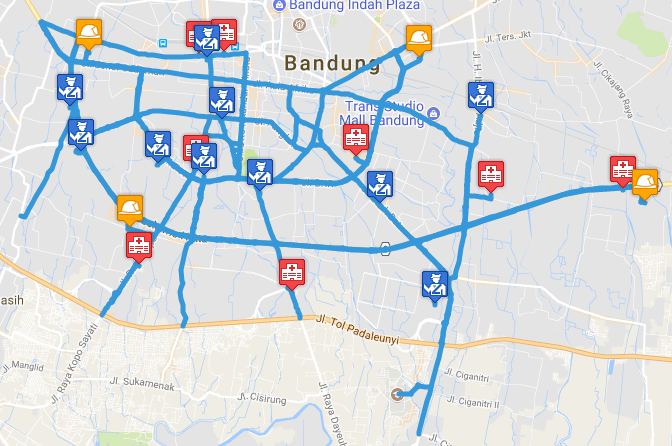 Bandung Indah Plaza
Jl. Ters. Jkt
Bandung
Jl. Cikajang Raya
Trans Studio
Mall Bandung
Jl. Tol Padaleunyi
asih
Jl. Raya Kopo Sayati
Jl. Manglid
Jl. Sukamenak
Jl. Cisirung
Jl. Raya Dayeuh
Jl. Ciganitri
Jl. Ciganitri II